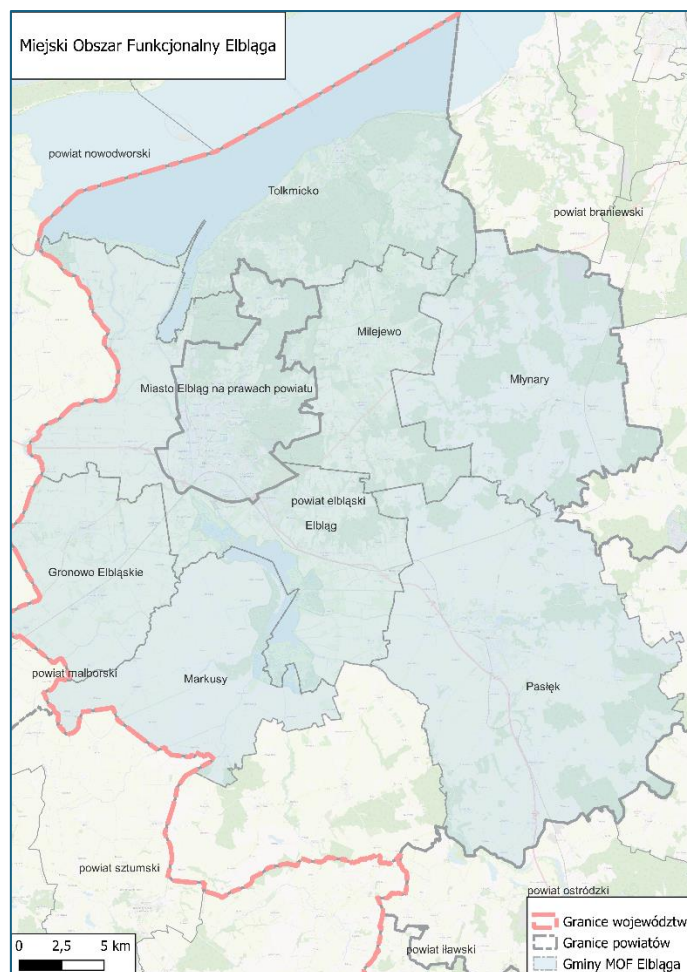 Miejski Obszar Funkcjonalny Elbląga
powiat nowodworski
Tolkmicko
powiat braniewski
Milejewo
Młynary
Miasto Elbląg na prawach powiatu
powiat elbląski
Elbląg
Gronowo Elbląskie
powiat malborski
Markusy
Pasłęk
powiat sztumski
powiat ostródzki
powiat iławski
0 2,5 5 km
Granice województw
Granice powiatów
Gminy MOF Elbląga